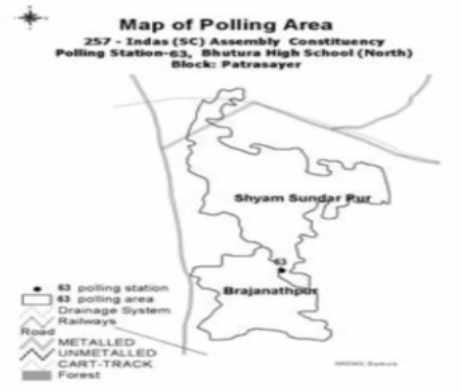 Map of Polling Area
257 - Indas (SC) Assembly Constituency
Polling Station-63, Bhutura High School (North)
Block: Patrasayer
Shyam Sundar Pur
63
Brajanathpur
63 polling station
63 polling area
Drainage System
Railways
Road
METALLED
UNMETALLED
CART-TRACK
Forest